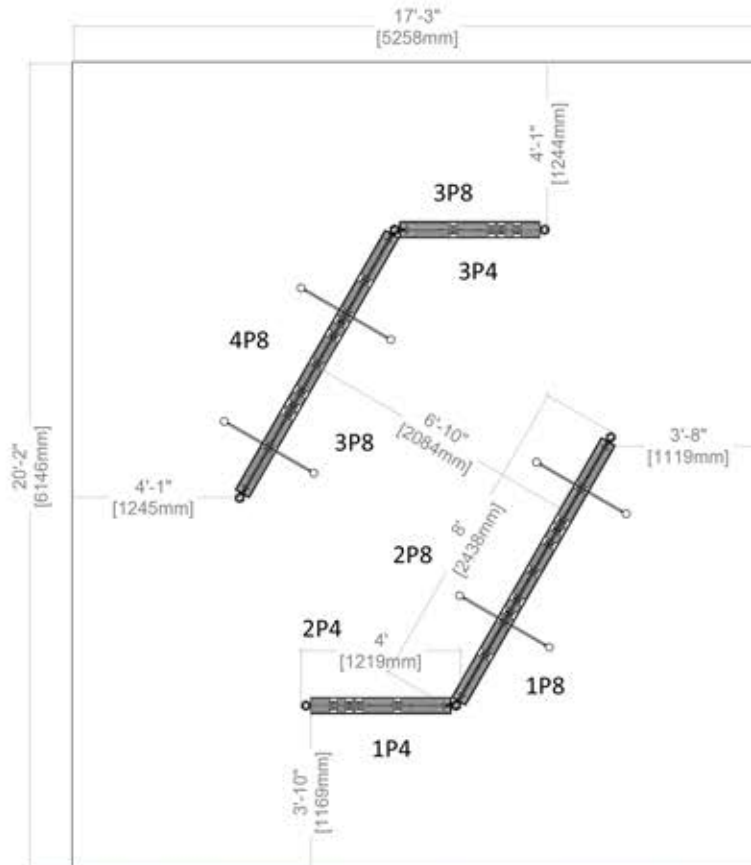 17'-3"
[5258mm]
4'-1"
[1244mm]
3P8
3P4
4P8
6'-10"
[2084mm]
3P8
3'-8"
[1119mm]
20'-2"
[6146mm]
4'-1"
[1245mm]
8'
[2438mm]
2P8
2P4
4'
[1219mm]
1P8
1P4
3'-10"
[1169mm]